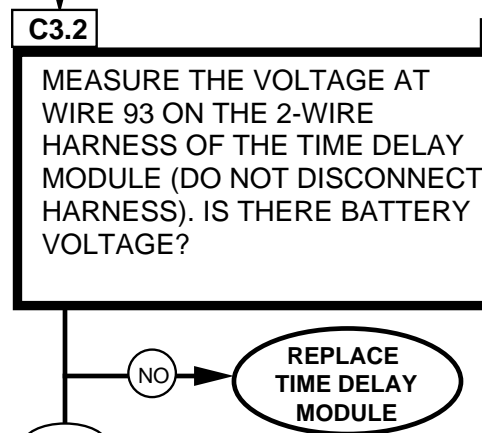 C3.2
MEASURE THE VOLTAGE AT
WIRE 93 ON THE 2-WIRE
HARNESS OF THE TIME DELAY
MODULE (DO NOT DISCONNECT
HARNESS). IS THERE BATTERY
VOLTAGE?
NO
REPLACE
TIME DELAY
MODULE